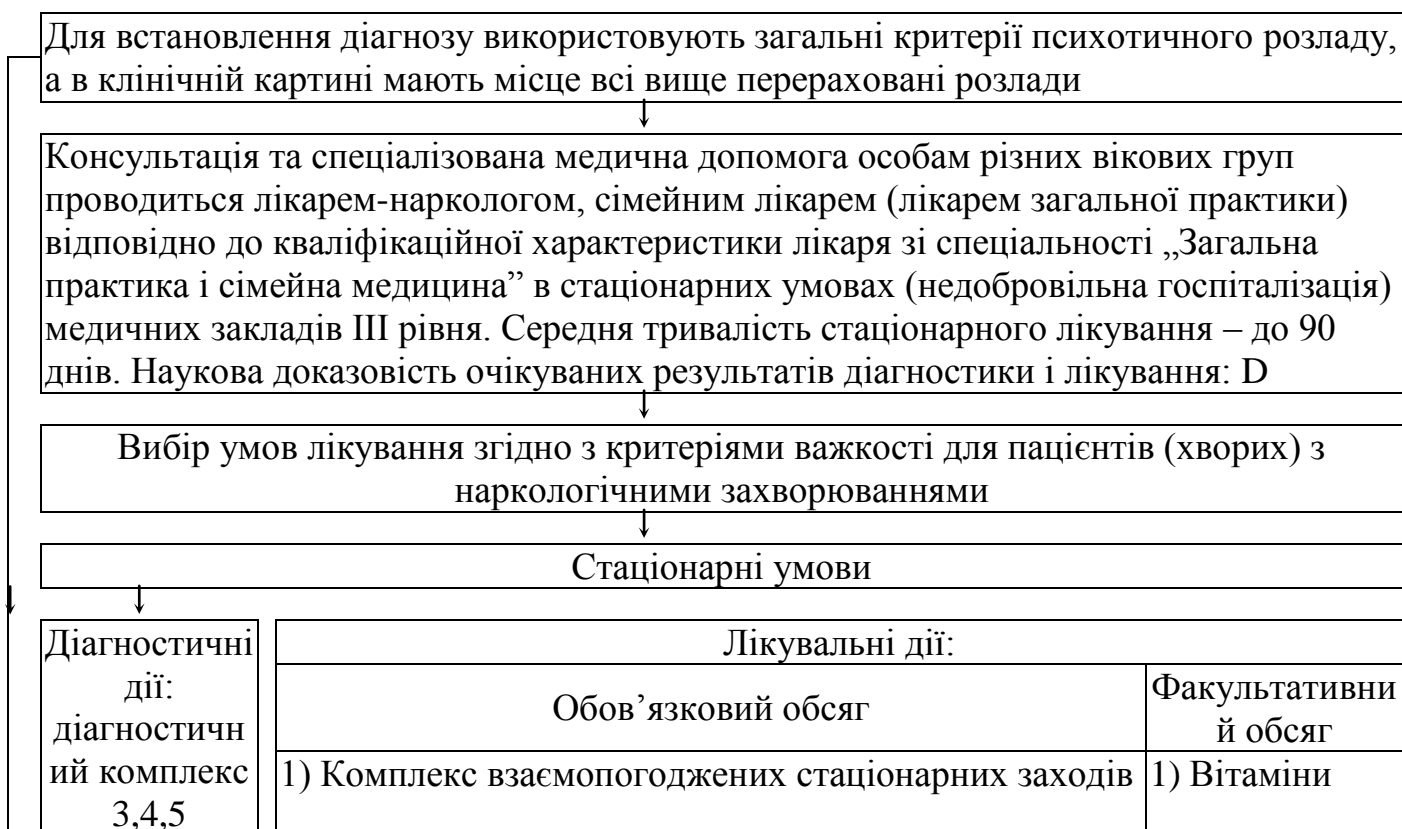 Для встановлення діагнозу використовують загальні критерії психотичного розладу,
а в клінічній картині мають місце всі вище перераховані розлади
Консультація та спеціалізована медична допомога особам різних вікових груп
проводиться лікарем-наркологом, сімейним лікарем (лікарем загальної практики)
відповідно до кваліфікаційної характеристики лікаря зі спеціальності „Загальна
практика і сімейна медицина” в стаціонарних умовах (недобровільна госпіталізація)
медичних закладів III рівня. Середня тривалість стаціонарного лікування – до 90
днів. Наукова доказовість очікуваних результатів діагностики і лікування: D
Вибір умов лікування згідно з критеріями важкості для пацієнтів (хворих) з
наркологічними захворюваннями
Стаціонарні умови
Діагностичні
дії:
діагностичн
ий комплекс
3,4,5
Лікувальні дії:
Обов’язковий обсяг
Факультативни
й обсяг
1) Комплекс взаємопогоджених стаціонарних заходів
1) Вітаміни